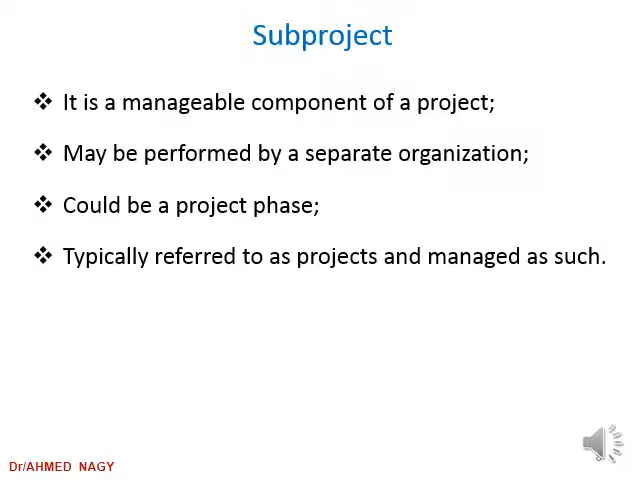 Subproject
❖ It is a manageable component of a project;
❖ May be performed by a separate organization;
❖ Could be a project phase;
❖ Typically referred to as projects and managed as such.
Dr/AHMED NAGY